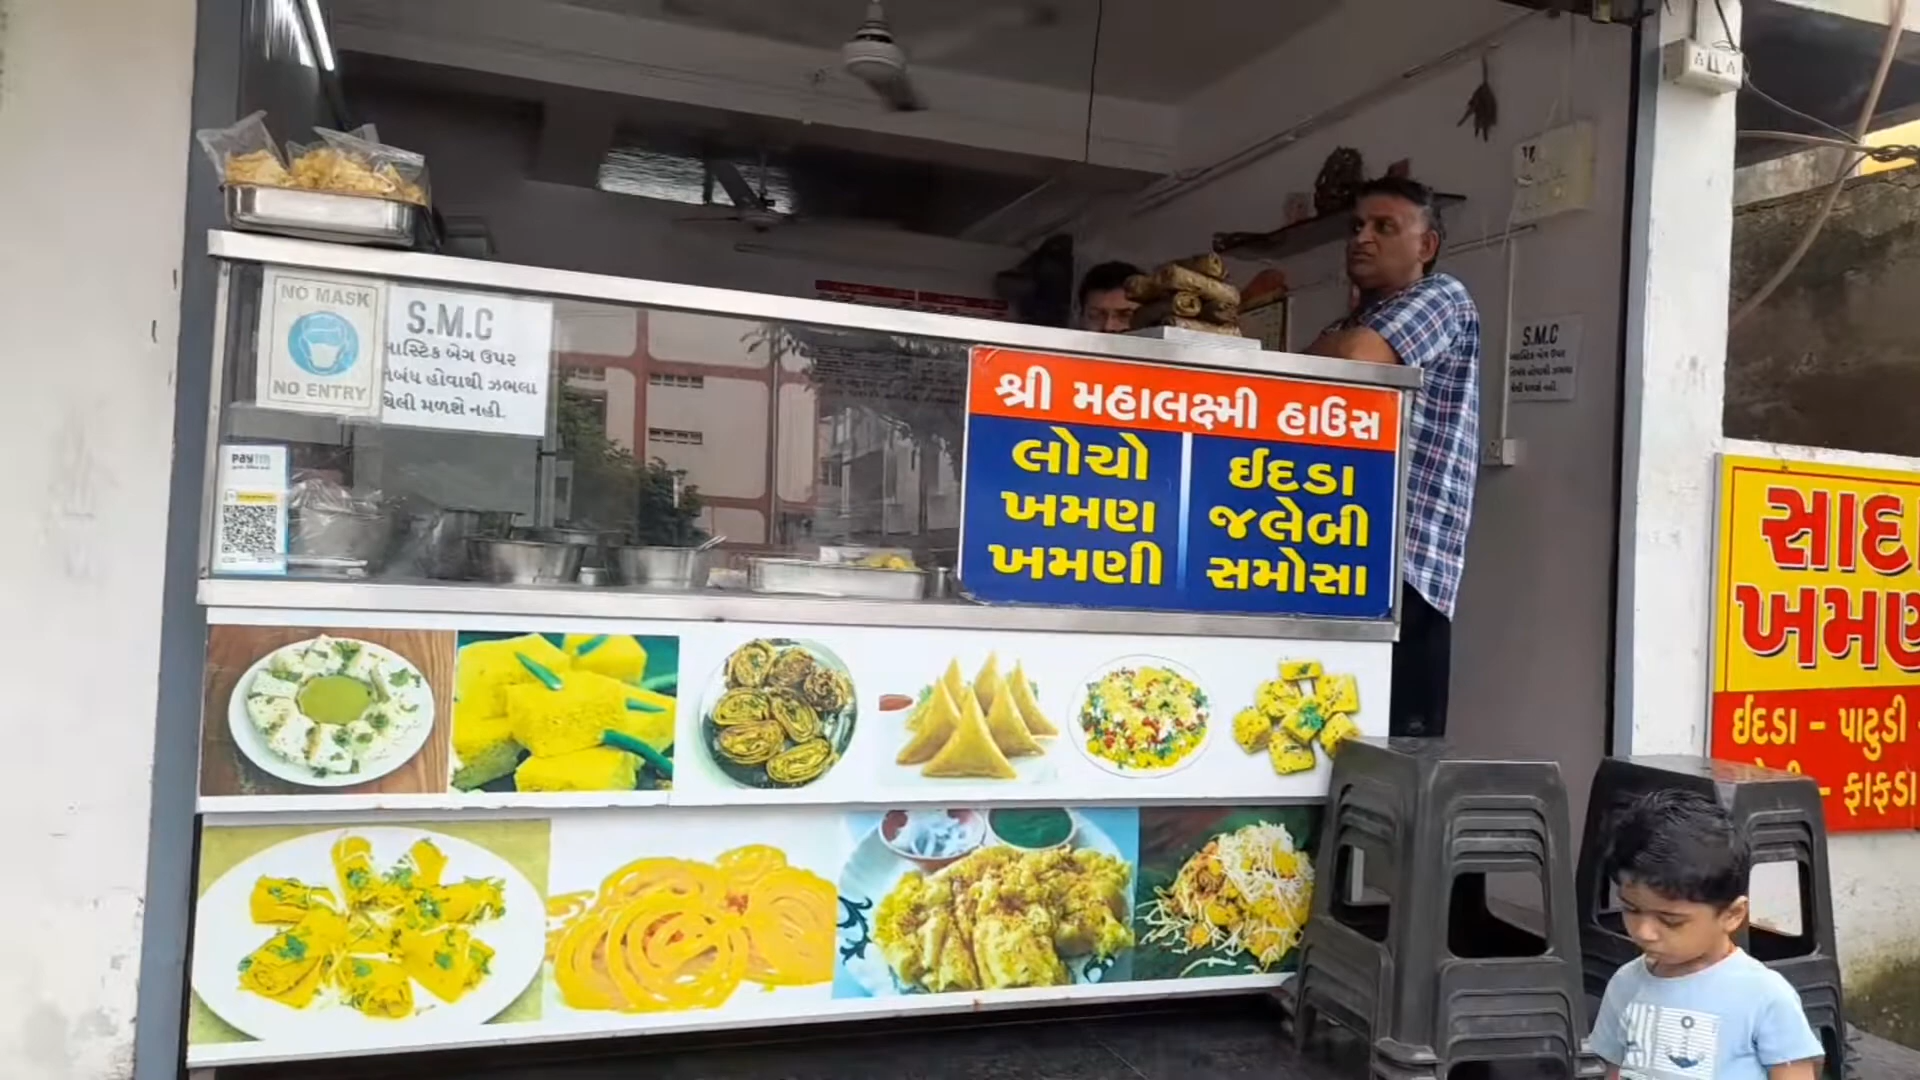 NO MASK
NO ENTRY
S.M.C
બેગ ઉપર
હોવાથી ઝભલા
થેલી મળશે નહી.
paytm
શ્રી મહાલક્ષ્મી હાઉસ
લોચો
ખમણ
ખમણી
ઈદડા
જલેબી
સમોસા
S.M.C
સાદા
ખમણ
ઈદડા - પાટુડી -
- ફાફડા